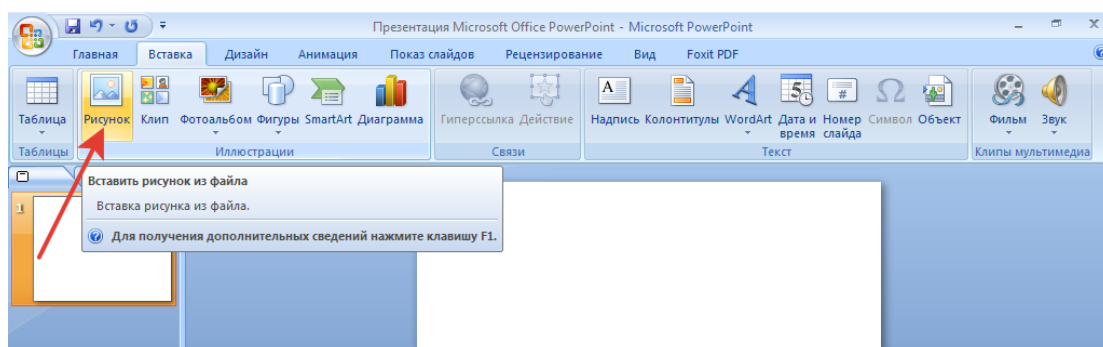 Презентация Microsoft Office PowerPoint - Microsoft PowerPoint
Главная Вставка Дизайн Анимация Показ слайдов Рецензирование Вид Foxit PDF
Таблица Рисунок Клип Фотоальбом Фигуры SmartArt Диаграмма Гиперссылка Действие Надпись Колонтитулы WordArt Дата и время Номер слайда Символ Объект Фильм Звук
Таблицы Иллюстрации Связи Текст Клипы мультимедиа
Вставить рисунок из файла
1
Вставка рисунка из файла.
Для получения дополнительных сведений нажмите клавишу F1.